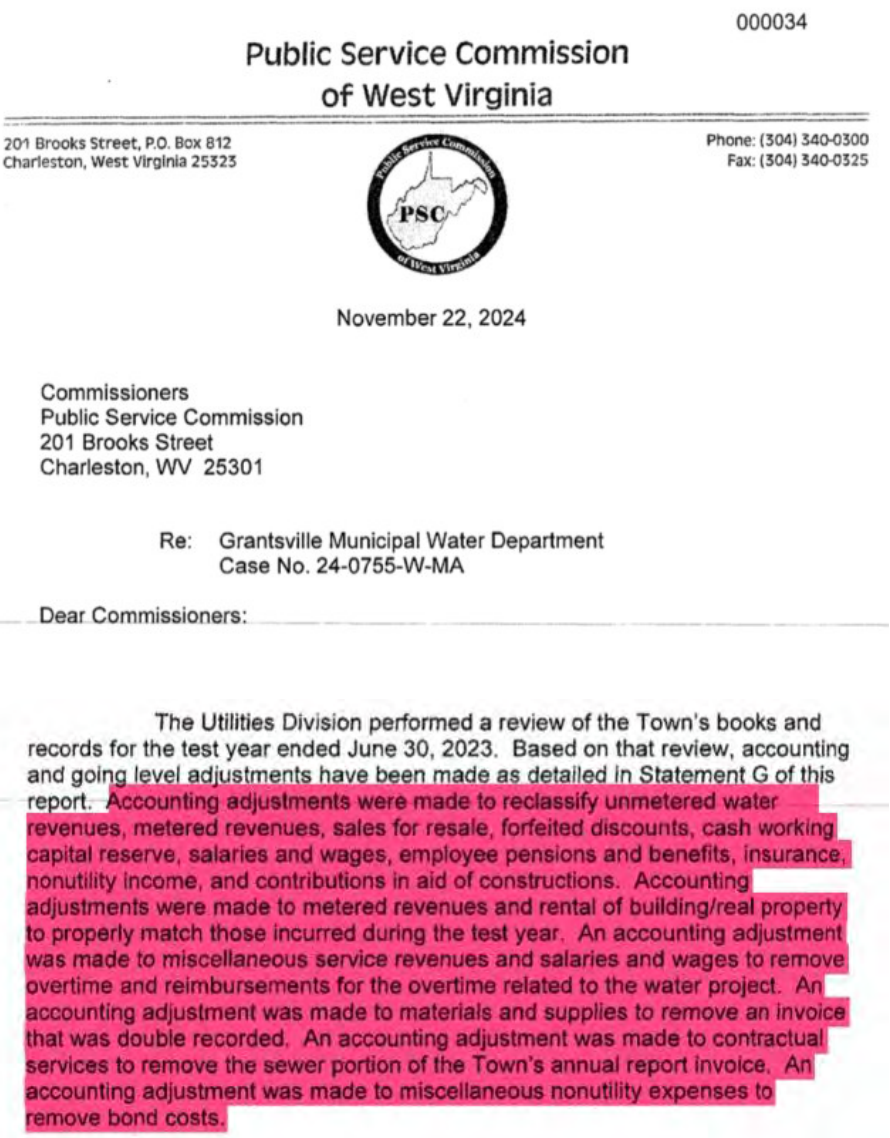 000034
Public Service Commission
of West Virginia
201 Brooks Street, P.O. Box 812
Charleston, West Virginia 25323
Phone: (304) 340-0300
Fax: (304) 340-0325
Public Service Commission
PSC
of West Virginia
November 22, 2024
Commissioners
Public Service Commission
201 Brooks Street
Charleston, WV 25301
Re: Grantsville Municipal Water Department
Case No. 24-0755-W-MA
Dear Commissioners:
The Utilities Division performed a review of the Town's books and
records for the test year ended June 30, 2023. Based on that review, accounting
and going level adjustments have been made as detailed in Statement G of this
report. Accounting adjustments were made to reclassify unmetered water
revenues, metered revenues, sales for resale, forfeited discounts, cash working
capital reserve, salaries and wages, employee pensions and benefits, insurance,
nonutility income, and contributions in aid of constructions. Accounting
adjustments were made to metered revenues and rental of building/real property
to properly match those incurred during the test year. An accounting adjustment
was made to miscellaneous service revenues and salaries and wages to remove
overtime and reimbursements for the overtime related to the water project. An
accounting adjustment was made to materials and supplies to remove an invoice
that was double recorded. An accounting adjustment was made to contractual
services to remove the sewer portion of the Town's annual report invoice. An
accounting adjustment was made to miscellaneous nonutility expenses to
remove bond costs.